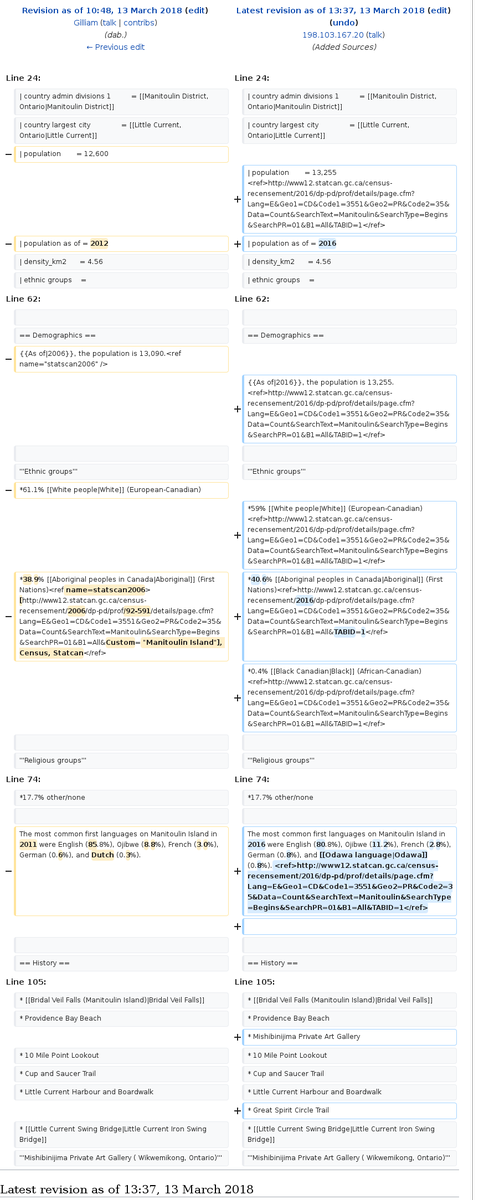 Revision as of 10:48, 13 March 2018 (edit)
Gilliam (talk | contribs)
(dab.)
← Previous edit
Latest revision as of 13:37, 13 March 2018 (edit)
(undo)
198.103.167.20 (talk)
(Added Sources)
Line 24:
Line 24:
| country admin divisions 1 = [[Manitoulin District,
Ontario|Manitoulin District]]
| country admin divisions 1 = [[Manitoulin District,
Ontario|Manitoulin District]]
| country largest city = [[Little Current,
Ontario|Little Current]]
| country largest city = [[Little Current,
Ontario|Little Current]]
− | population = 12,600
+ | population = 13,255
<ref>http://www12.statcan.gc.ca/census-
recensement/2016/dp-pd/prof/details/page.cfm?
Lang=E&Geo1=CD&Code1=3551&Geo2=PR&Code2=35&
Data=Count&SearchText=Manitoulin&SearchType=Begins
&SearchPR=01&B1=All&TABID=1</ref>
− | population as of = 2012
+ | population as of = 2016
| density_km2 = 4.56
| density_km2 = 4.56
| ethnic groups =
| ethnic groups =
Line 62:
Line 62:
== Demographics ==
== Demographics ==
− {{As of|2006}}, the population is 13,090.<ref
name="statscan2006" />
+ {{As of|2016}}, the population is 13,255.
<ref>http://www12.statcan.gc.ca/census-
recensement/2016/dp-pd/prof/details/page.cfm?
Lang=E&Geo1=CD&Code1=3551&Geo2=PR&Code2=35&
Data=Count&SearchText=Manitoulin&SearchType=Begins
&SearchPR=01&B1=All&TABID=1</ref>
'''Ethnic groups'''
'''Ethnic groups'''
− *61.1% [[White people|White]] (European-Canadian)
+ *59% [[White people|White]] (European-Canadian)
<ref>http://www12.statcan.gc.ca/census-
recensement/2016/dp-pd/prof/details/page.cfm?
Lang=E&Geo1=CD&Code1=3551&Geo2=PR&Code2=35&
Data=Count&SearchText=Manitoulin&SearchType=Begins
&SearchPR=01&B1=All&TABID=1</ref>
− *38.9% [[Aboriginal peoples in Canada|Aboriginal]] (First
Nations)<ref name=statscan2006>
[http://www12.statcan.gc.ca/census-
recensement/2006/dp-pd/prof/92-591/details/page.cfm?
Lang=E&Geo1=CD&Code1=3551&Geo2=PR&Code2=35&
Data=Count&SearchText=Manitoulin&SearchType=Begins
&SearchPR=01&B1=All&Custom= "Manitoulin Island"],
Census, Statcan</ref>
+ *40.6% [[Aboriginal peoples in Canada|Aboriginal]] (First
Nations)<ref>http://www12.statcan.gc.ca/census-
recensement/2016/dp-pd/prof/details/page.cfm?
Lang=E&Geo1=CD&Code1=3551&Geo2=PR&Code2=35&
Data=Count&SearchText=Manitoulin&SearchType=Begins
&SearchPR=01&B1=All&TABID=1</ref>
+ *0.4% [[Black Canadian|Black]] (African-Canadian)
<ref>http://www12.statcan.gc.ca/census-
recensement/2016/dp-pd/prof/details/page.cfm?
Lang=E&Geo1=CD&Code1=3551&Geo2=PR&Code2=35&
Data=Count&SearchText=Manitoulin&SearchType=Begins
&SearchPR=01&B1=All&TABID=1</ref>
'''Religious groups'''
'''Religious groups'''
Line 74:
Line 74:
*17.7% other/none
*17.7% other/none
− The most common first languages on Manitoulin Island in
2011 were English (85.8%), Ojibwe (8.8%), French (3.0%),
German (0.6%), and Dutch (0.3%).
+ The most common first languages on Manitoulin Island in
2016 were English (80.8%), Ojibwe (11.2%), French (2.8%),
German (0.8%), and [[Odawa language|Odawa]]
(0.8%). <ref>http://www12.statcan.gc.ca/census-
recensement/2016/dp-pd/prof/details/page.cfm?
Lang=E&Geo1=CD&Code1=3551&Geo2=PR&Code2=3
5&Data=Count&SearchText=Manitoulin&SearchType
=Begins&SearchPR=01&B1=All&TABID=1</ref>
+
== History ==
== History ==
Line 105:
Line 105:
* [[Bridal Veil Falls (Manitoulin Island)|Bridal Veil Falls]]
* [[Bridal Veil Falls (Manitoulin Island)|Bridal Veil Falls]]
* Providence Bay Beach
* Providence Bay Beach
+ * Mishibinijima Private Art Gallery
* 10 Mile Point Lookout
* 10 Mile Point Lookout
* Cup and Saucer Trail
* Cup and Saucer Trail
* Little Current Harbour and Boardwalk
* Little Current Harbour and Boardwalk
+ * Great Spirit Circle Trail
* [[Little Current Swing Bridge|Little Current Iron Swing
Bridge]]
* [[Little Current Swing Bridge|Little Current Iron Swing
Bridge]]
'''Mishibinijima Private Art Gallery ( Wikwemikong, Ontario)'''
'''Mishibinijima Private Art Gallery ( Wikwemikong, Ontario)'''
Latest revision as of 13:37, 13 March 2018